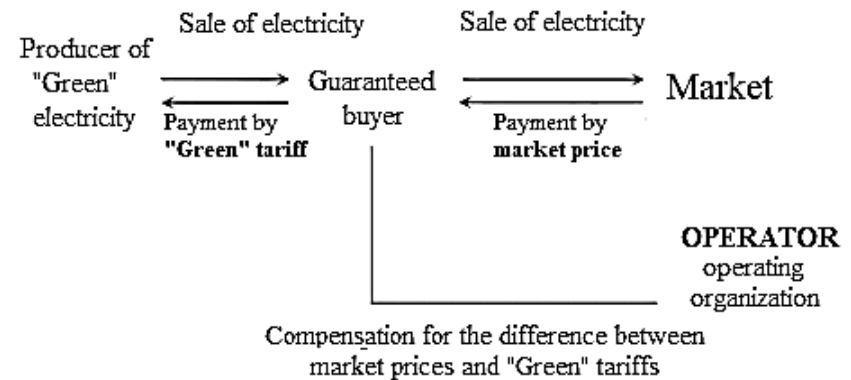 Sale of electricity
Sale of electricity
Producer of
"Green"
electricity
Guaranteed
buyer
Market
Payment by
"Green" tariff
Payment by
market price
OPERATOR
operating
organization
Compensation for the difference between
market prices and "Green" tariffs